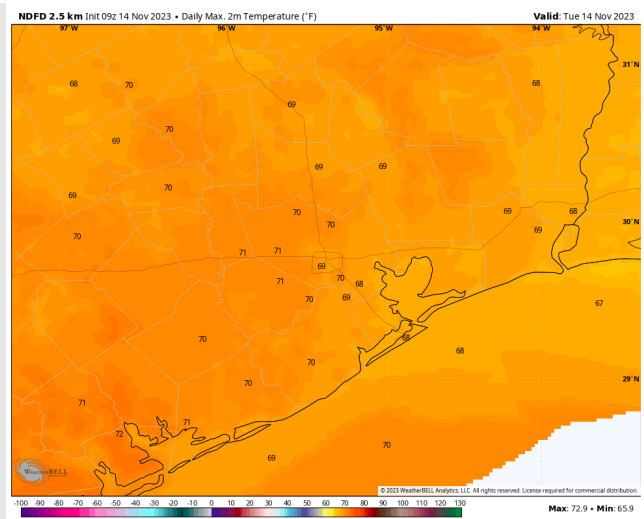 NDFD 2.5 km Init 09z 14 Nov 2023 • Daily Max. 2m Temperature (°F)
Valid: Tue 14 Nov 2023
97°W 96°W 95°W 94°W
31°N
68 70 68
69
70
69
69 69
70
69
69 68
70 70
69
30°N
70
71 71
69
70
71 68
70 69
67
68
70 68
70
29°N
70
71
71
72
70
69
WEATHERBELL
© 2023 WeatherBELL Analytics, LLC. All rights reserved. License required for commercial distribution.
-100 -90 -80 -70 -60 -50 -40 -30 -20 -10 0 10 20 30 40 50 60 70 80 90 100 110 120 130
Max: 72.9 • Min: 65.9